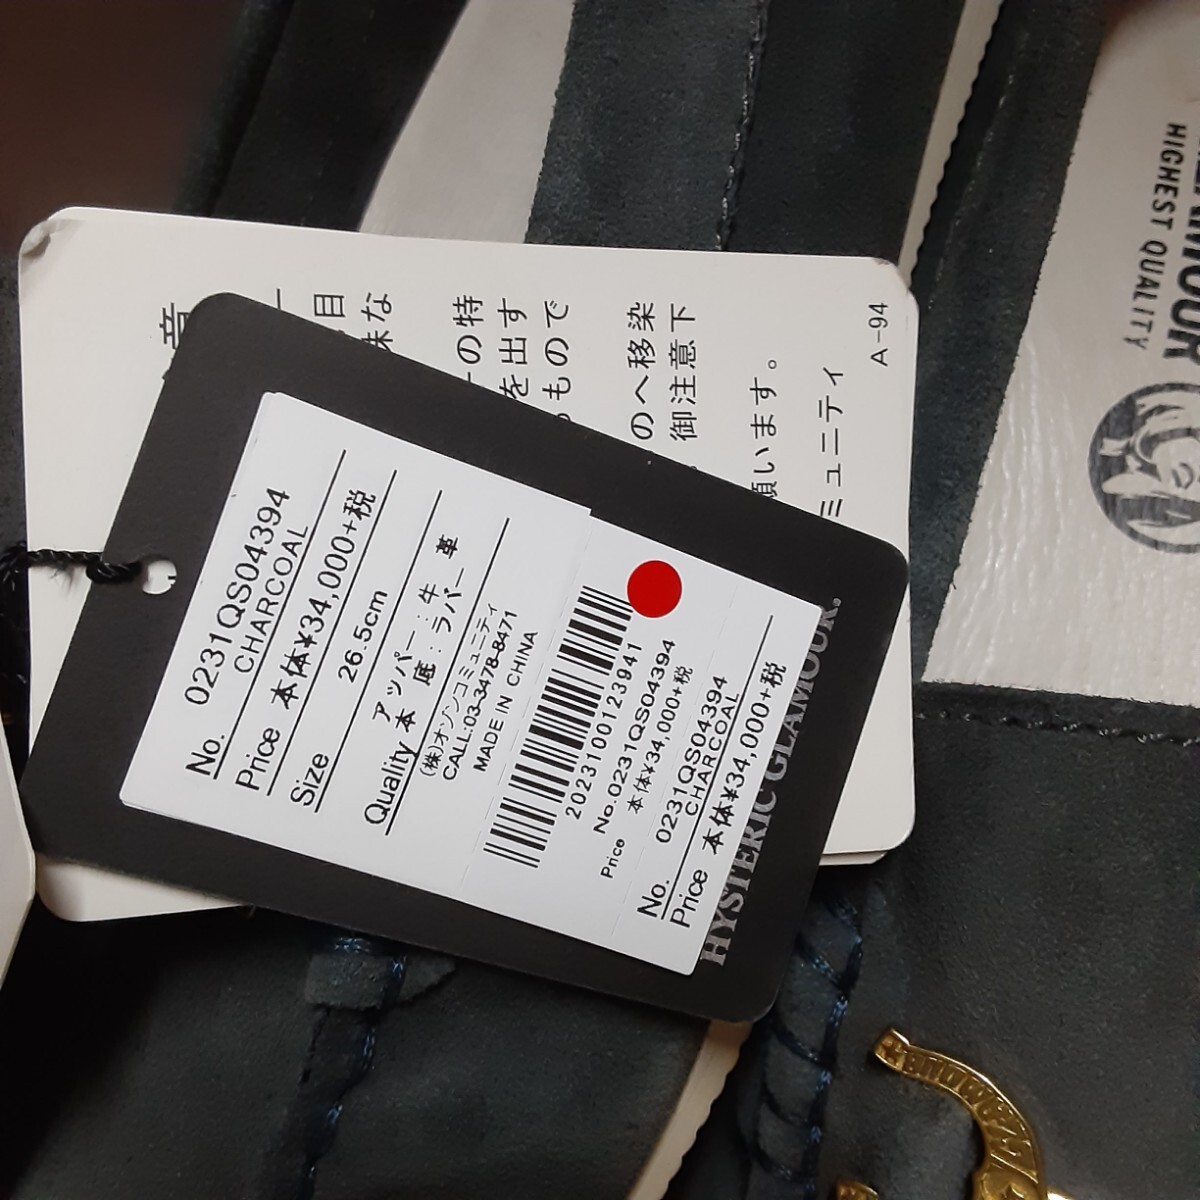 No. 0231QS04394
CHARCOAL
Price 本体¥34,000+税
Size 26.5cm
Quality アッパー：牛革
本底：ラバー
(株)オゾンコミュニティ
CALL:03-3478-8471
MADE IN CHINA
2023100123941
No.0231QS04394
Price 本体¥34,000+税
No. 0231QS04394
CHARCOAL
Price 本体¥34,000+税
HYSTERIC GLAMOUR.
の特
を出す
もので
のへ移染
御注意下
います。
ミュニティ
A-94
HIGHEST QUALITY